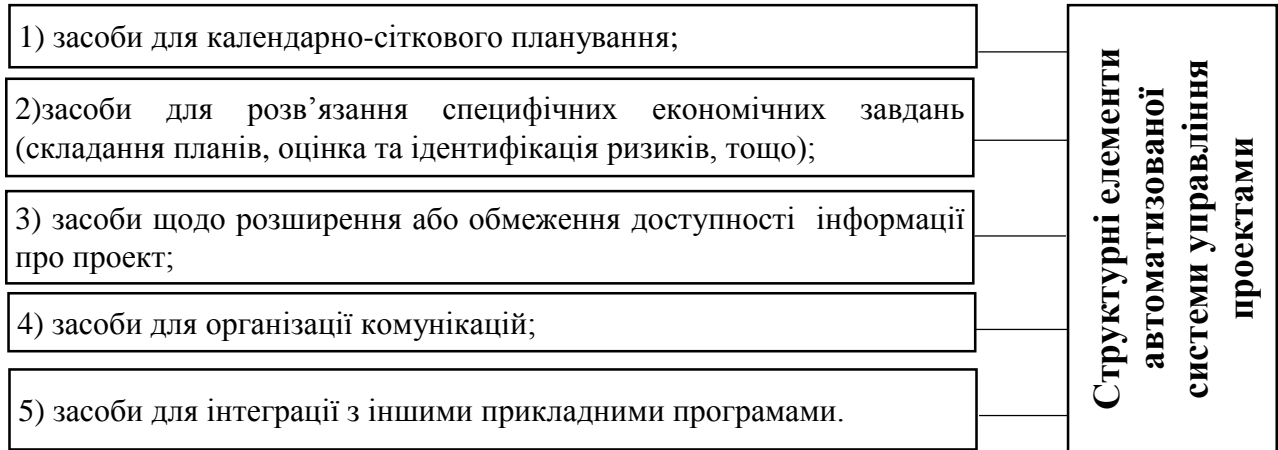 1) засоби для календарно-сіткового планування;
2)засоби для розв’язання специфічних економічних завдань
(складання планів, оцінка та ідентифікація ризиків, тощо);
3) засоби щодо розширення або обмеження доступності інформації
про проект;
4) засоби для організації комунікацій;
5) засоби для інтеграції з іншими прикладними програмами.
Структурні елементи
автоматизованої
системи управління
проектами